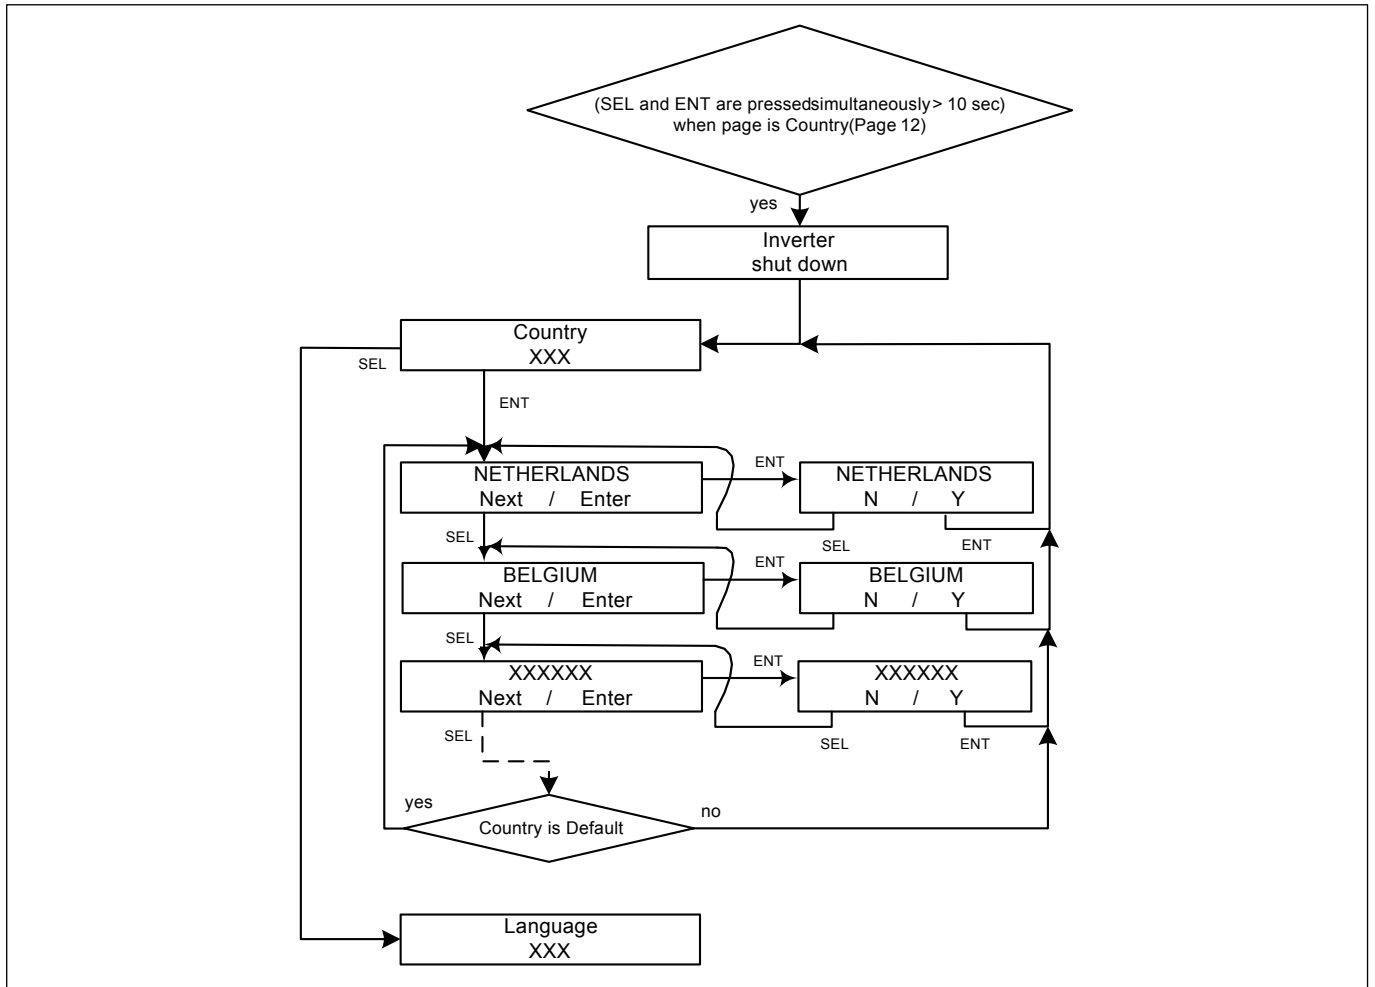 (SEL and ENT are pressedsimultaneously> 10 sec)
when page is Country(Page 12)
yes
Inverter
shut down
Country
XXX
SEL
ENT
NETHERLANDS
Next / Enter
ENT
NETHERLANDS
N / Y
SEL
SEL
ENT
BELGIUM
Next / Enter
ENT
BELGIUM
N / Y
SEL
XXXXXX
Next / Enter
ENT
XXXXXX
N / Y
SEL
SEL
ENT
yes
Country is Default
no
Language
XXX